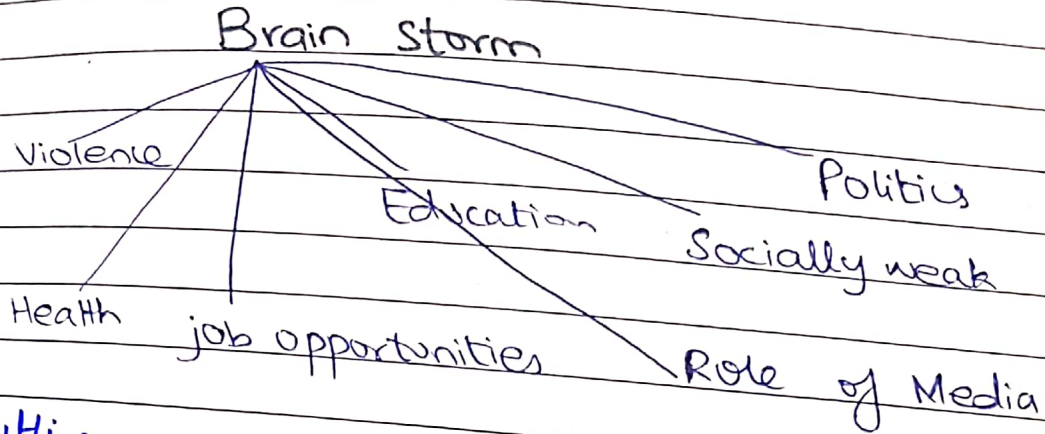 Brain Storm
Violence
Politics
Education
Socially weak
Health
job opportunities
Role of Media